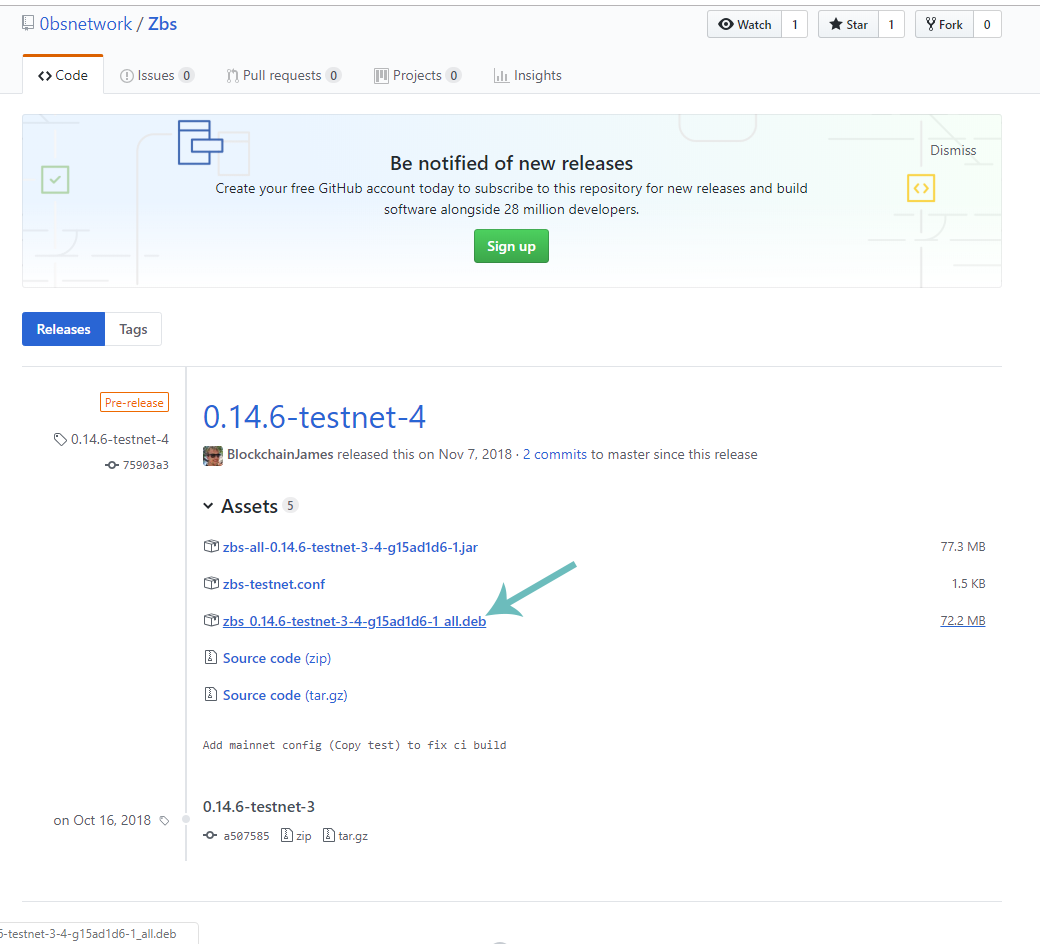 0bsnetwork / Zbs
Watch 1 Star 1 Fork 0
Code Issues 0 Pull requests 0 Projects 0 Insights
Be notified of new releases
Dismiss
Create your free GitHub account today to subscribe to this repository for new releases and build
software alongside 28 million developers.
Sign up
Releases Tags
Pre-release
0.14.6-testnet-4
75903a3
0.14.6-testnet-4
BlockchainJames released this on Nov 7, 2018 · 2 commits to master since this release
Assets 5
zbs-all-0.14.6-testnet-3-4-g15ad1d6-1.jar 77.3 MB
zbs-testnet.conf 1.5 KB
zbs_0.14.6-testnet-3-4-g15ad1d6-1_all.deb 72.2 MB
Source code (zip)
Source code (tar.gz)
Add mainnet config (Copy test) to fix ci build
on Oct 16, 2018
0.14.6-testnet-3
a507585 zip tar.gz
-testnet-3-4-g15ad1d6-1_all.deb